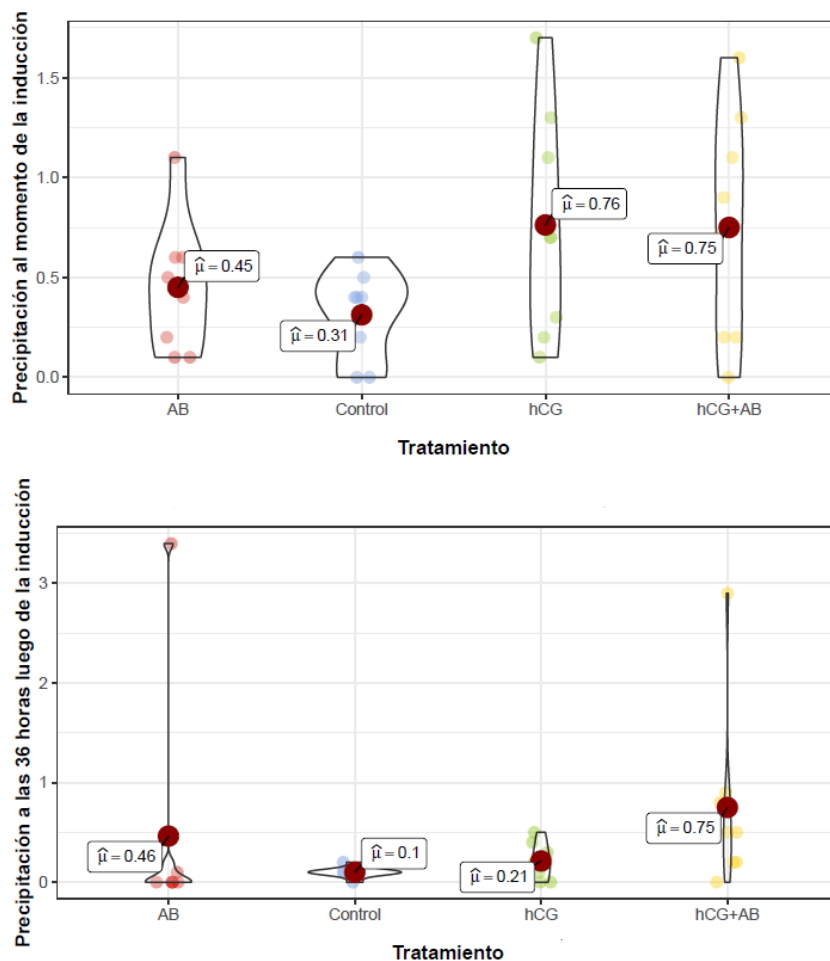 Precipitación al momento de la inducción
1.5
1.0
0.5
0.0
μ̂ = 0.45
μ̂ = 0.31
μ̂ = 0.76
μ̂ = 0.75
AB
Control
hCG
hCG+AB
Tratamiento
Precipitación a las 36 horas luego de la inducción
3
2
1
0
μ̂ = 0.46
μ̂ = 0.1
μ̂ = 0.21
μ̂ = 0.75
AB
Control
hCG
hCG+AB
Tratamiento